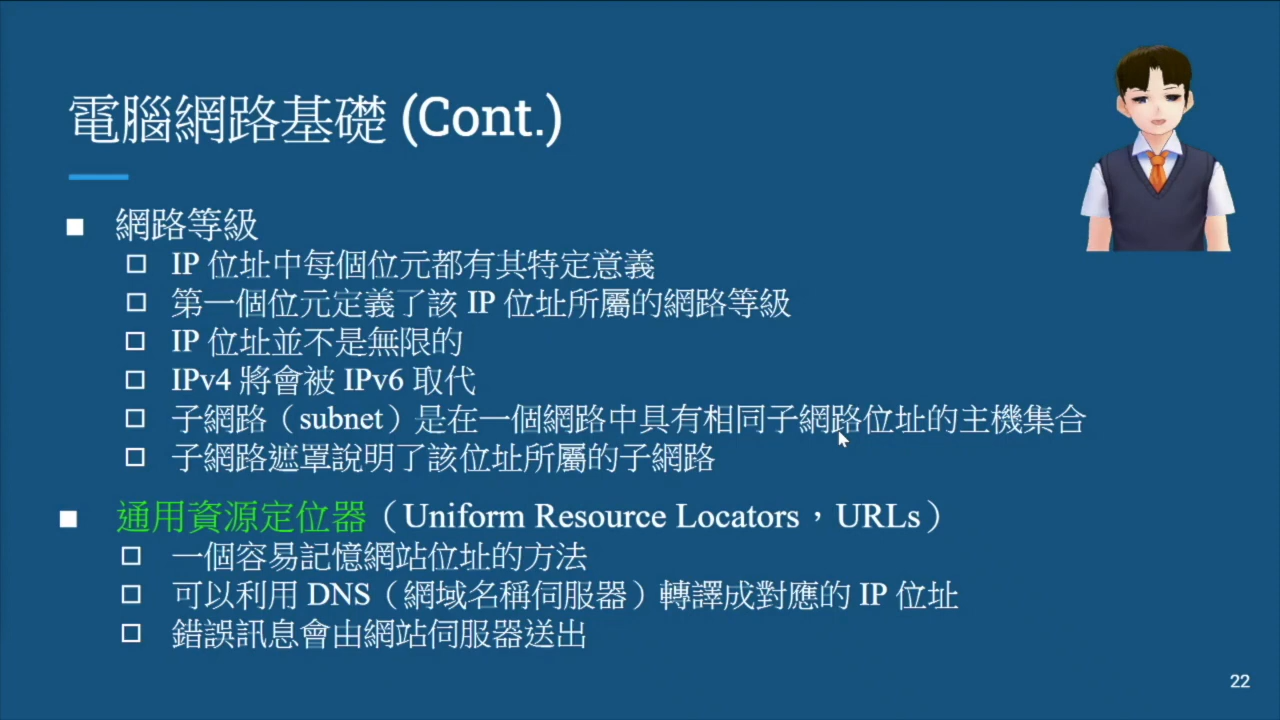 電腦網路基礎 (Cont.)
網路等級
IP 位址中每個位元都有其特定意義
第一個位元定義了該 IP 位址所屬的網路等級
IP 位址並不是無限的
IPv4 將會被 IPv6 取代
子網路（subnet）是在一個網路中具有相同子網路位址的主機集合
子網路遮罩說明了該位址所屬的子網路
通用資源定位器（Uniform Resource Locators，URLs）
一個容易記憶網站位址的方法
可以利用 DNS（網域名稱伺服器）轉譯成對應的 IP 位址
錯誤訊息會由網站伺服器送出
22